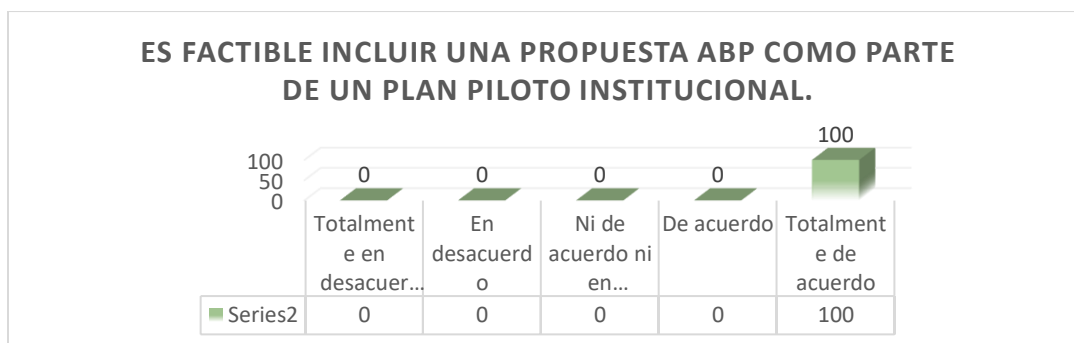 ES FACTIBLE INCLUIR UNA PROPUESTA ABP COMO PARTE
DE UN PLAN PILOTO INSTITUCIONAL.
100
100
50
0
0 0 0 0
Totalment
e en
desacuer…
En
desacuerd
o
Ni de
acuerdo ni
en…
De acuerdo
Totalment
e de
acuerdo
Series2 0 0 0 0 100